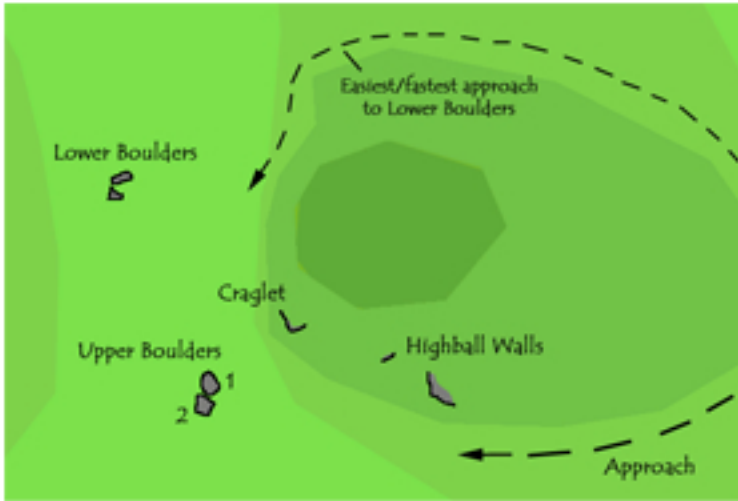 Easiest/fastest approach
to Lower Boulders
Lower Boulders
Craglet
Upper Boulders
Highball Walls
1
2
Approach